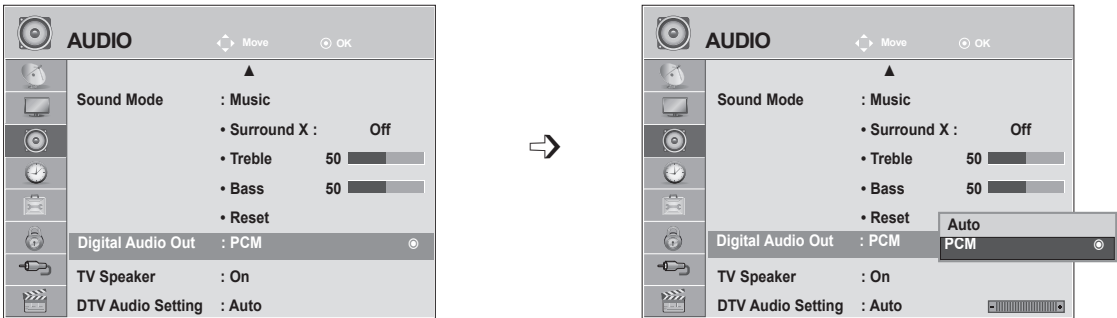 AUDIO Move OK
Sound Mode : Music
• Surround X : Off
• Treble 50
• Bass 50
• Reset
Digital Audio Out : PCM
TV Speaker : On
DTV Audio Setting : Auto
AUDIO Move OK
Sound Mode : Music
• Surround X : Off
• Treble 50
• Bass 50
• Reset
Digital Audio Out : PCM
Auto
PCM
TV Speaker : On
DTV Audio Setting : Auto